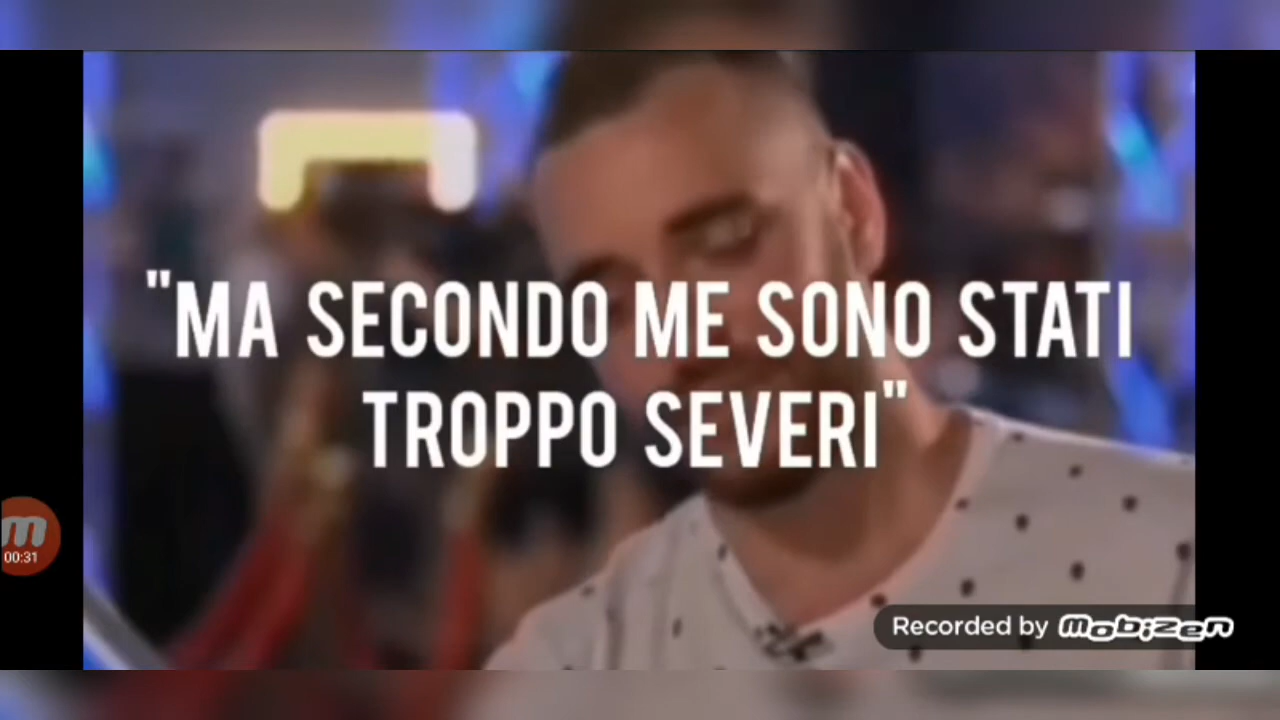 "MA SECONDO ME SONO STATI
TROPPO SEVERI"
00:31
Recorded by Mobizen